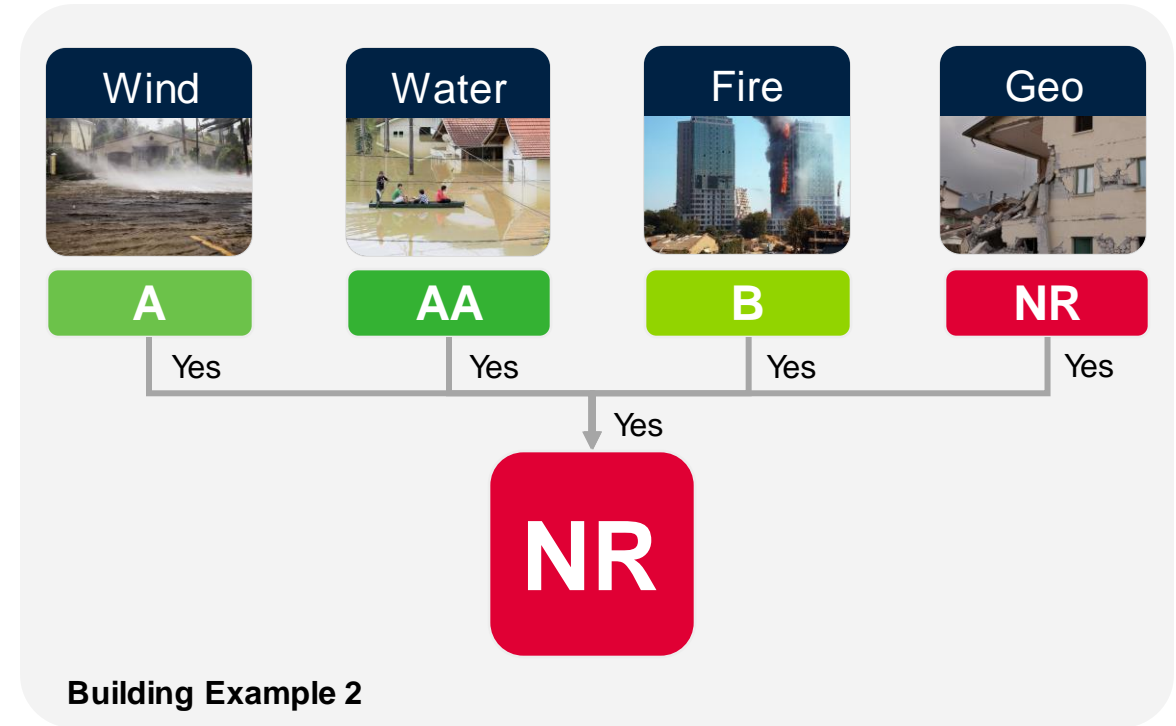 Wind
Water
Fire
Geo
A
AA
B
NR
Yes
Yes
Yes
Yes
Yes
NR
Building Example 2